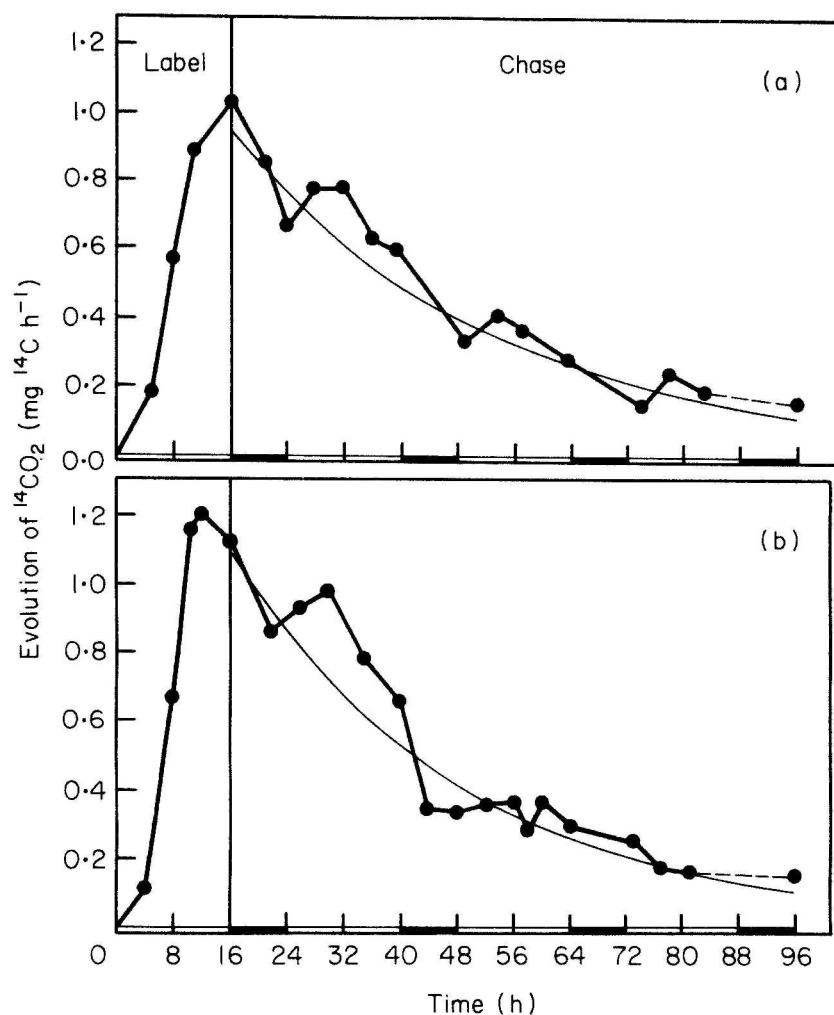 Evolution of ¹⁴CO₂ (mg ¹⁴C h⁻¹)
Label
Chase
(a)
1·2
1·0
0·8
0·6
0·4
0·2
0·0
(b)
1·2
1·0
0·8
0·6
0·4
0·2
0 8 16 24 32 40 48 56 64 72 80 88 96
Time (h)